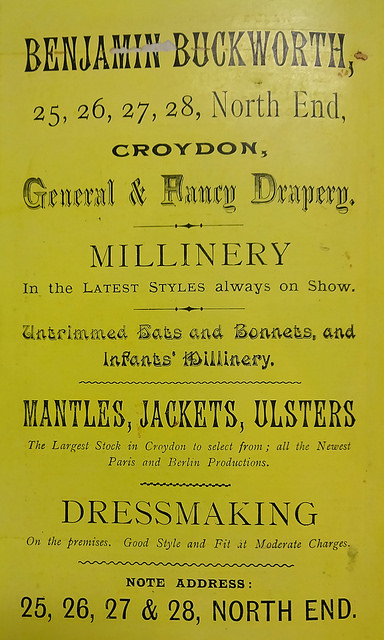 BENJAMIN BUCKWORTH,
25, 26, 27, 28, North End,
CROYDON,
General & Fancy Drapery.
MILLINERY
In the LATEST STYLES always on Show.
Untrimmed Hats and Bonnets, and
Infants' Millinery.
MANTLES, JACKETS, ULSTERS
The Largest Stock in Croydon to select from; all the Newest
Paris and Berlin Productions.
DRESSMAKING
On the premises. Good Style and Fit at Moderate Charges.
NOTE ADDRESS:
25, 26, 27 & 28, NORTH END.